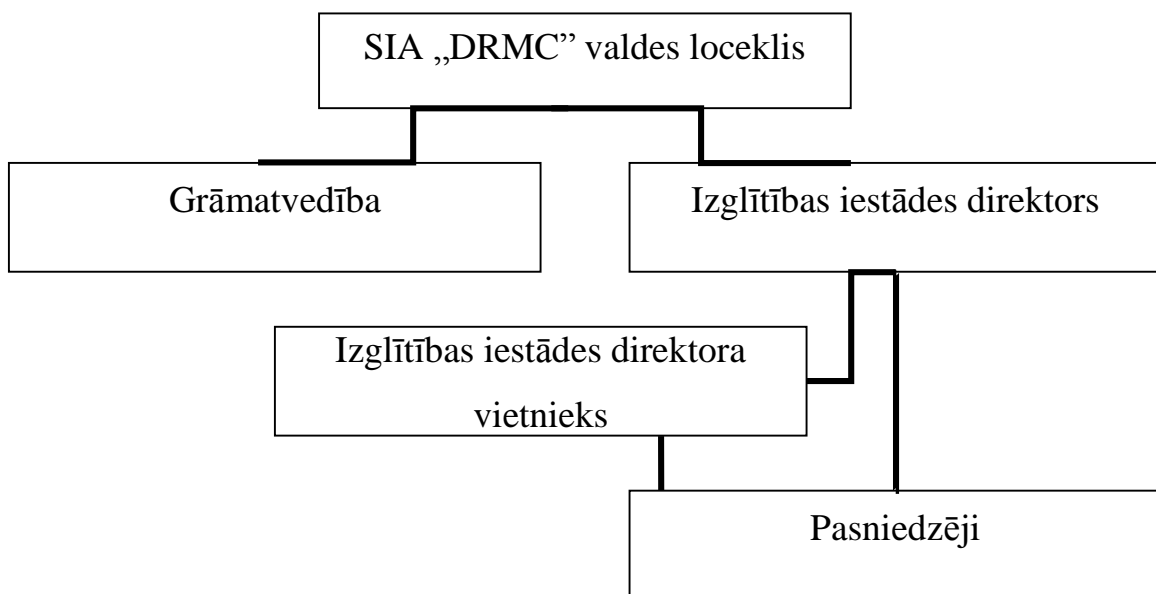 SIA „DRMC” valdes loceklis
Grāmatvedība
Izglītības iestādes direktors
Izglītības iestādes direktora
vietnieks
Pasniedzēji